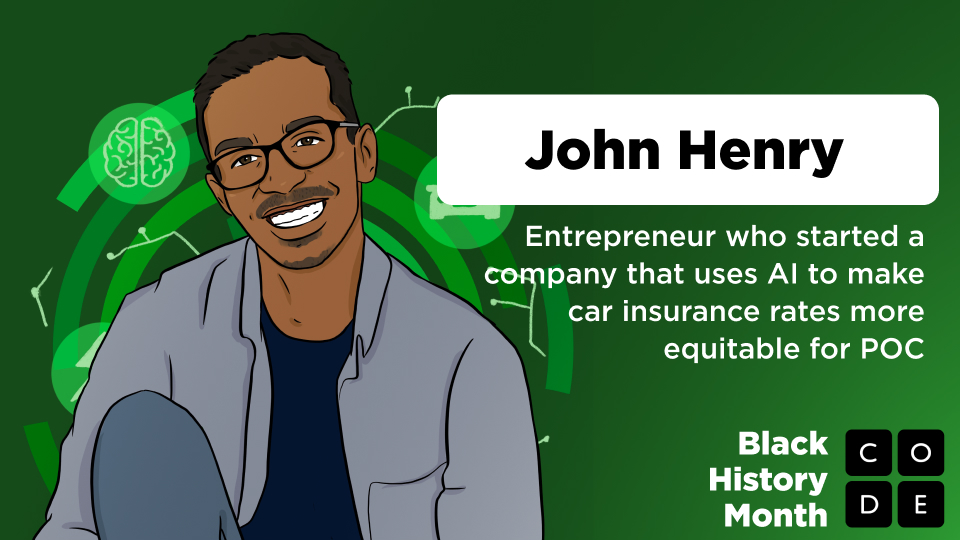 John Henry
Entrepreneur who started a
company that uses AI to make
car insurance rates more
equitable for POC
Black
History
Month
C O
D E